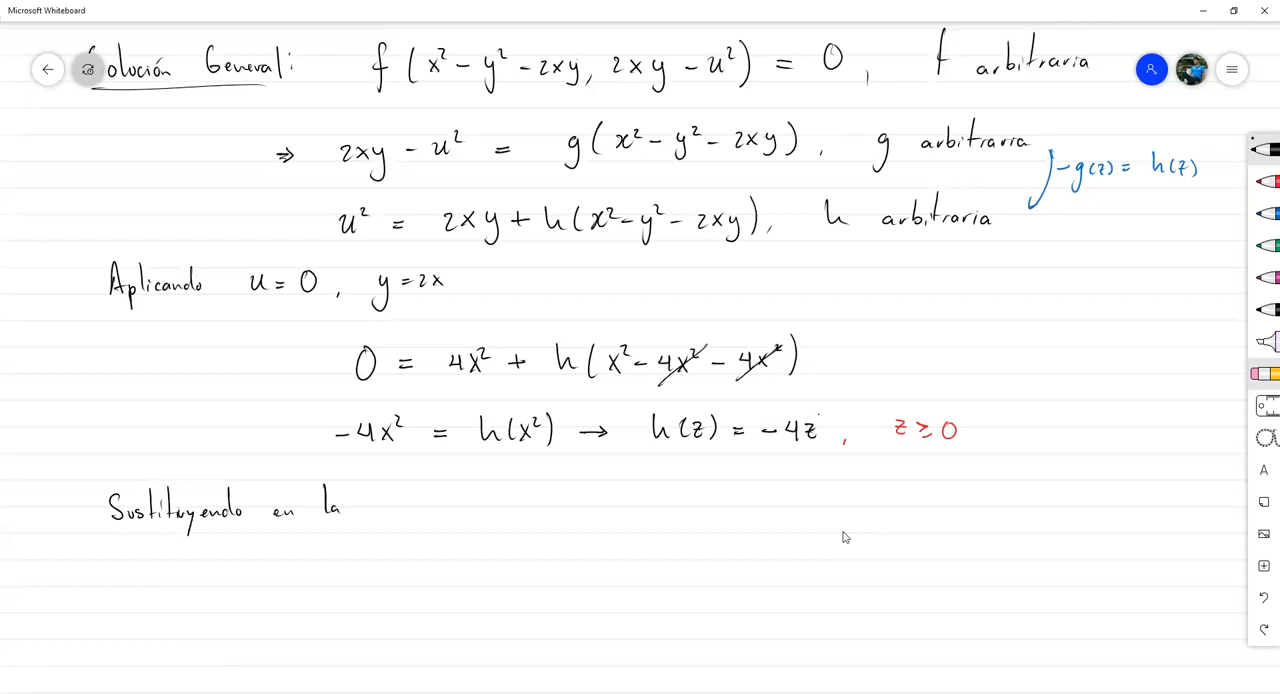 Microsoft Whiteboard
Solución General: f(x² - y² - 2xy, 2xy - u²) = 0, f arbitraria
⇒ 2xy - u² = g(x² - y² - 2xy), g arbitraria
-g(z) = h(z)
u² = 2xy + h(x² - y² - 2xy), h arbitraria
Aplicando u = 0, y = 2x
0 = 4x² + h(x² - 4x² - 4x²)
-4x² = h(x²) → h(z) = -4z, z ≥ 0
Sustituyendo en la